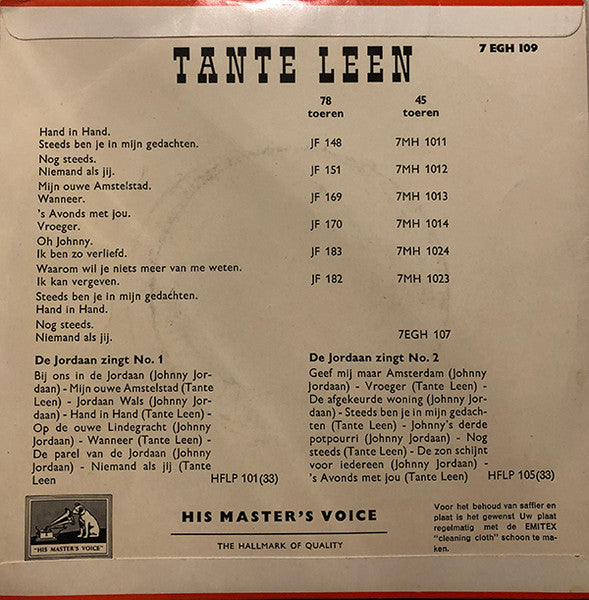 7 EGH 109
TANTE LEEN
78 45
toeren toeren
Hand in Hand.
Steeds ben je in mijn gedachten. JF 148 7MH 1011
Nog steeds.
Niemand als jij. JF 151 7MH 1012
Mijn ouwe Amstelstad.
Wanneer. JF 169 7MH 1013
's Avonds met jou.
Vroeger. JF 170 7MH 1014
Oh Johnny.
Ik ben zo verliefd. JF 183 7MH 1024
Waarom wil je niets meer van me weten.
Ik kan vergeven. JF 182 7MH 1023
Steeds ben je in mijn gedachten.
Hand in Hand.
Nog steeds.
Niemand als jij. 7EGH 107
De Jordaan zingt No. 1
Bij ons in de Jordaan (Johnny Jor-
daan) - Mijn ouwe Amstelstad (Tante
Leen) - Jordaan Wals (Johnny Jor-
daan) - Hand in Hand (Tante Leen) -
Op de ouwe Lindegracht (Johnny
Jordaan) - Wanneer (Tante Leen) -
De parel van de Jordaan (Johnny
Jordaan) - Niemand als jij (Tante
Leen HFLP 101(33)
De Jordaan zingt No. 2
Geef mij maar Amsterdam (Johnny
Jordaan) - Vroeger (Tante Leen) -
De afgekeurde woning (Johnny Jor-
daan) - Steeds ben je in mijn gedach-
ten (Tante Leen) - Johnny's derde
potpourri (Johnny Jordaan) - Nog
steeds (Tante Leen) - De zon schijnt
voor iedereen (Johnny Jordaan) -
's Avonds met jou (Tante Leen) HFLP 105(33)
"HIS MASTER'S VOICE"
HIS MASTER'S VOICE
THE HALLMARK OF QUALITY
Voor het behoud van saffier en
plaat is het gewenst Uw plaat
regelmatig met de EMITEX
"cleaning cloth" schoon te ma-
ken.